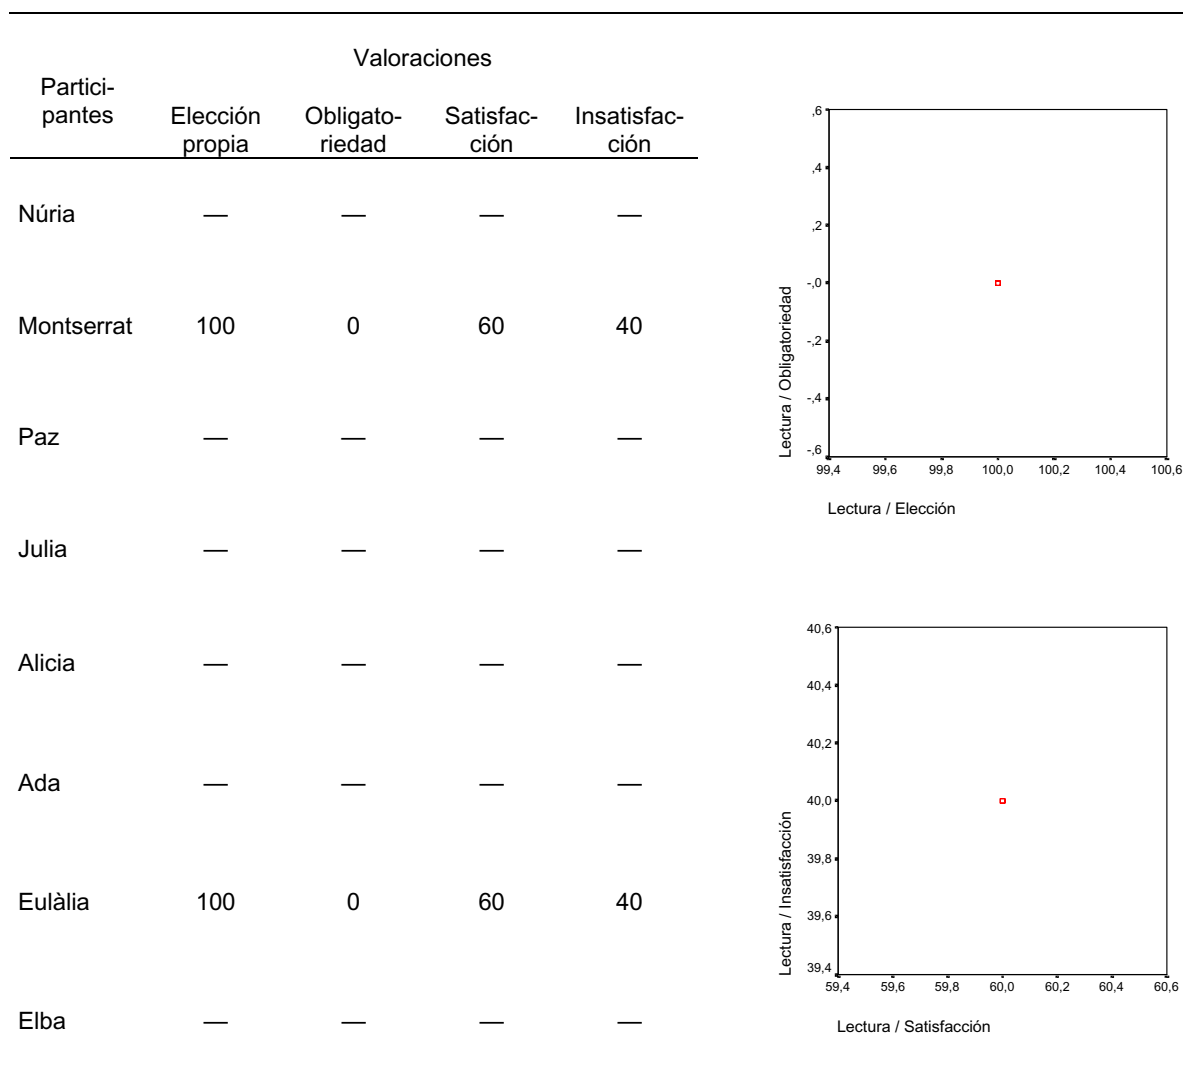 Valoraciones
Partici-
pantes
Elección
propia
Obligato-
riedad
Satisfac-
ción
Insatisfac-
ción
Núria — — — —
Montserrat 100 0 60 40
Paz — — — —
Julia — — — —
Alicia — — — —
Ada — — — —
Eulàlia 100 0 60 40
Elba — — — —
Lectura / Obligatoriedad
,6
,4
,2
-,0
-,2
-,4
-,6
99,4 99,6 99,8 100,0 100,2 100,4 100,6
Lectura / Elección
Lectura / Insatisfacción
40,6
40,4
40,2
40,0
39,8
39,6
39,4
59,4 59,6 59,8 60,0 60,2 60,4 60,6
Lectura / Satisfacción